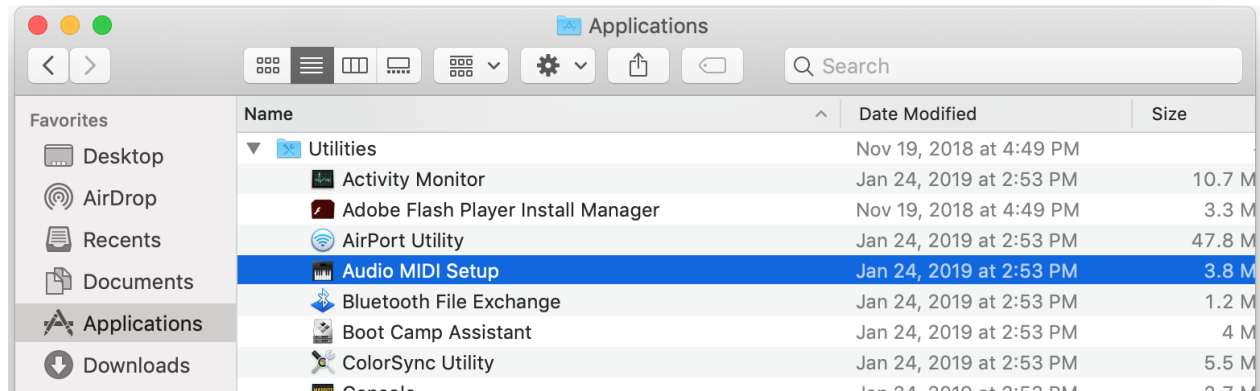 Applications
Search
Favorites
Desktop
AirDrop
Recents
Documents
Applications
Downloads
Name Date Modified Size
Utilities Nov 19, 2018 at 4:49 PM
Activity Monitor Jan 24, 2019 at 2:53 PM 10.7 M
Adobe Flash Player Install Manager Nov 19, 2018 at 4:49 PM 3.3 M
AirPort Utility Jan 24, 2019 at 2:53 PM 47.8 M
Audio MIDI Setup Jan 24, 2019 at 2:53 PM 3.8 M
Bluetooth File Exchange Jan 24, 2019 at 2:53 PM 1.2 M
Boot Camp Assistant Jan 24, 2019 at 2:53 PM 4 M
ColorSync Utility Jan 24, 2019 at 2:53 PM 5.5 M